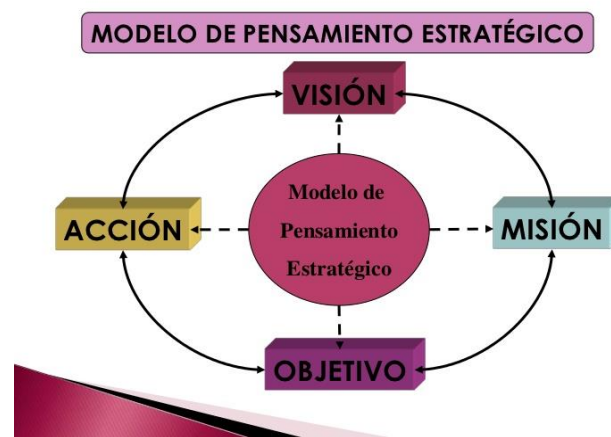 MODELO DE PENSAMIENTO ESTRATÉGICO
VISIÓN
Modelo de
Pensamiento
Estratégico
ACCIÓN
MISIÓN
OBJETIVO